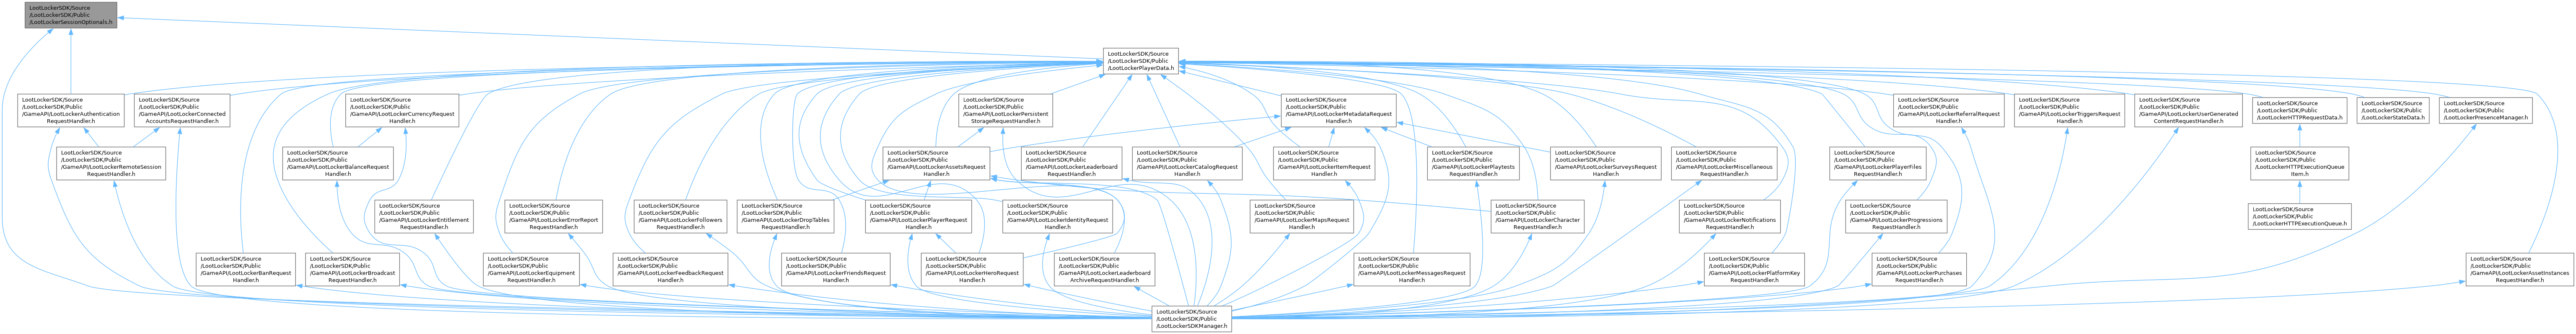 LootLockerSDK/Source
/LootLockerSDK/Public
/LootLockerSessionOptionals.h
LootLockerSDK/Source
/LootLockerSDK/Public
/LootLockerPlayerData.h
LootLockerSDK/Source
/LootLockerSDK/Public
/GameAPI/LootLockerAuthentication
RequestHandler.h
LootLockerSDK/Source
/LootLockerSDK/Public
/GameAPI/LootLockerConnected
AccountsRequestHandler.h
LootLockerSDK/Source
/LootLockerSDK/Public
/GameAPI/LootLockerCurrencyRequest
Handler.h
LootLockerSDK/Source
/LootLockerSDK/Public
/GameAPI/LootLockerPersistent
StorageRequestHandler.h
LootLockerSDK/Source
/LootLockerSDK/Public
/GameAPI/LootLockerMetadataRequest
Handler.h
LootLockerSDK/Source
/LootLockerSDK/Public
/GameAPI/LootLockerReferralRequest
Handler.h
LootLockerSDK/Source
/LootLockerSDK/Public
/GameAPI/LootLockerTriggersRequest
Handler.h
LootLockerSDK/Source
/LootLockerSDK/Public
/GameAPI/LootLockerUserGenerated
ContentRequestHandler.h
LootLockerSDK/Source
/LootLockerSDK/Public
/LootLockerHTTPRequestData.h
LootLockerSDK/Source
/LootLockerSDK/Public
/LootLockerStateData.h
LootLockerSDK/Source
/LootLockerSDK/Public
/LootLockerPresenceManager.h
LootLockerSDK/Source
/LootLockerSDK/Public
/GameAPI/LootLockerRemoteSession
RequestHandler.h
LootLockerSDK/Source
/LootLockerSDK/Public
/GameAPI/LootLockerBalanceRequest
Handler.h
LootLockerSDK/Source
/LootLockerSDK/Public
/GameAPI/LootLockerAssetsRequest
Handler.h
LootLockerSDK/Source
/LootLockerSDK/Public
/GameAPI/LootLockerLeaderboard
RequestHandler.h
LootLockerSDK/Source
/LootLockerSDK/Public
/GameAPI/LootLockerCatalogRequest
Handler.h
LootLockerSDK/Source
/LootLockerSDK/Public
/GameAPI/LootLockerItemRequest
Handler.h
LootLockerSDK/Source
/LootLockerSDK/Public
/GameAPI/LootLockerPlaytests
RequestHandler.h
LootLockerSDK/Source
/LootLockerSDK/Public
/GameAPI/LootLockerSurveysRequest
Handler.h
LootLockerSDK/Source
/LootLockerSDK/Public
/GameAPI/LootLockerMiscellaneous
RequestHandler.h
LootLockerSDK/Source
/LootLockerSDK/Public
/GameAPI/LootLockerPlayerFiles
RequestHandler.h
LootLockerSDK/Source
/LootLockerSDK/Public
/LootLockerHTTPExecutionQueue
Item.h
LootLockerSDK/Source
/LootLockerSDK/Public
/GameAPI/LootLockerEntitlement
RequestHandler.h
LootLockerSDK/Source
/LootLockerSDK/Public
/GameAPI/LootLockerErrorReport
RequestHandler.h
LootLockerSDK/Source
/LootLockerSDK/Public
/GameAPI/LootLockerFollowers
RequestHandler.h
LootLockerSDK/Source
/LootLockerSDK/Public
/GameAPI/LootLockerDropTables
RequestHandler.h
LootLockerSDK/Source
/LootLockerSDK/Public
/GameAPI/LootLockerPlayerRequest
Handler.h
LootLockerSDK/Source
/LootLockerSDK/Public
/GameAPI/LootLockerIdentityRequest
Handler.h
LootLockerSDK/Source
/LootLockerSDK/Public
/GameAPI/LootLockerMapsRequest
Handler.h
LootLockerSDK/Source
/LootLockerSDK/Public
/GameAPI/LootLockerCharacter
RequestHandler.h
LootLockerSDK/Source
/LootLockerSDK/Public
/GameAPI/LootLockerNotifications
RequestHandler.h
LootLockerSDK/Source
/LootLockerSDK/Public
/GameAPI/LootLockerProgressions
RequestHandler.h
LootLockerSDK/Source
/LootLockerSDK/Public
/LootLockerHTTPExecutionQueue.h
LootLockerSDK/Source
/LootLockerSDK/Public
/GameAPI/LootLockerBanRequest
Handler.h
LootLockerSDK/Source
/LootLockerSDK/Public
/GameAPI/LootLockerBroadcast
RequestHandler.h
LootLockerSDK/Source
/LootLockerSDK/Public
/GameAPI/LootLockerEquipment
RequestHandler.h
LootLockerSDK/Source
/LootLockerSDK/Public
/GameAPI/LootLockerFeedbackRequest
Handler.h
LootLockerSDK/Source
/LootLockerSDK/Public
/GameAPI/LootLockerFriendsRequest
Handler.h
LootLockerSDK/Source
/LootLockerSDK/Public
/GameAPI/LootLockerHeroRequest
Handler.h
LootLockerSDK/Source
/LootLockerSDK/Public
/GameAPI/LootLockerLeaderboard
ArchiveRequestHandler.h
LootLockerSDK/Source
/LootLockerSDK/Public
/GameAPI/LootLockerMessagesRequest
Handler.h
LootLockerSDK/Source
/LootLockerSDK/Public
/GameAPI/LootLockerPlatformKey
RequestHandler.h
LootLockerSDK/Source
/LootLockerSDK/Public
/GameAPI/LootLockerPurchases
RequestHandler.h
LootLockerSDK/Source
/LootLockerSDK/Public
/GameAPI/LootLockerAssetInstances
RequestHandler.h
LootLockerSDK/Source
/LootLockerSDK/Public
/LootLockerSDKManager.h